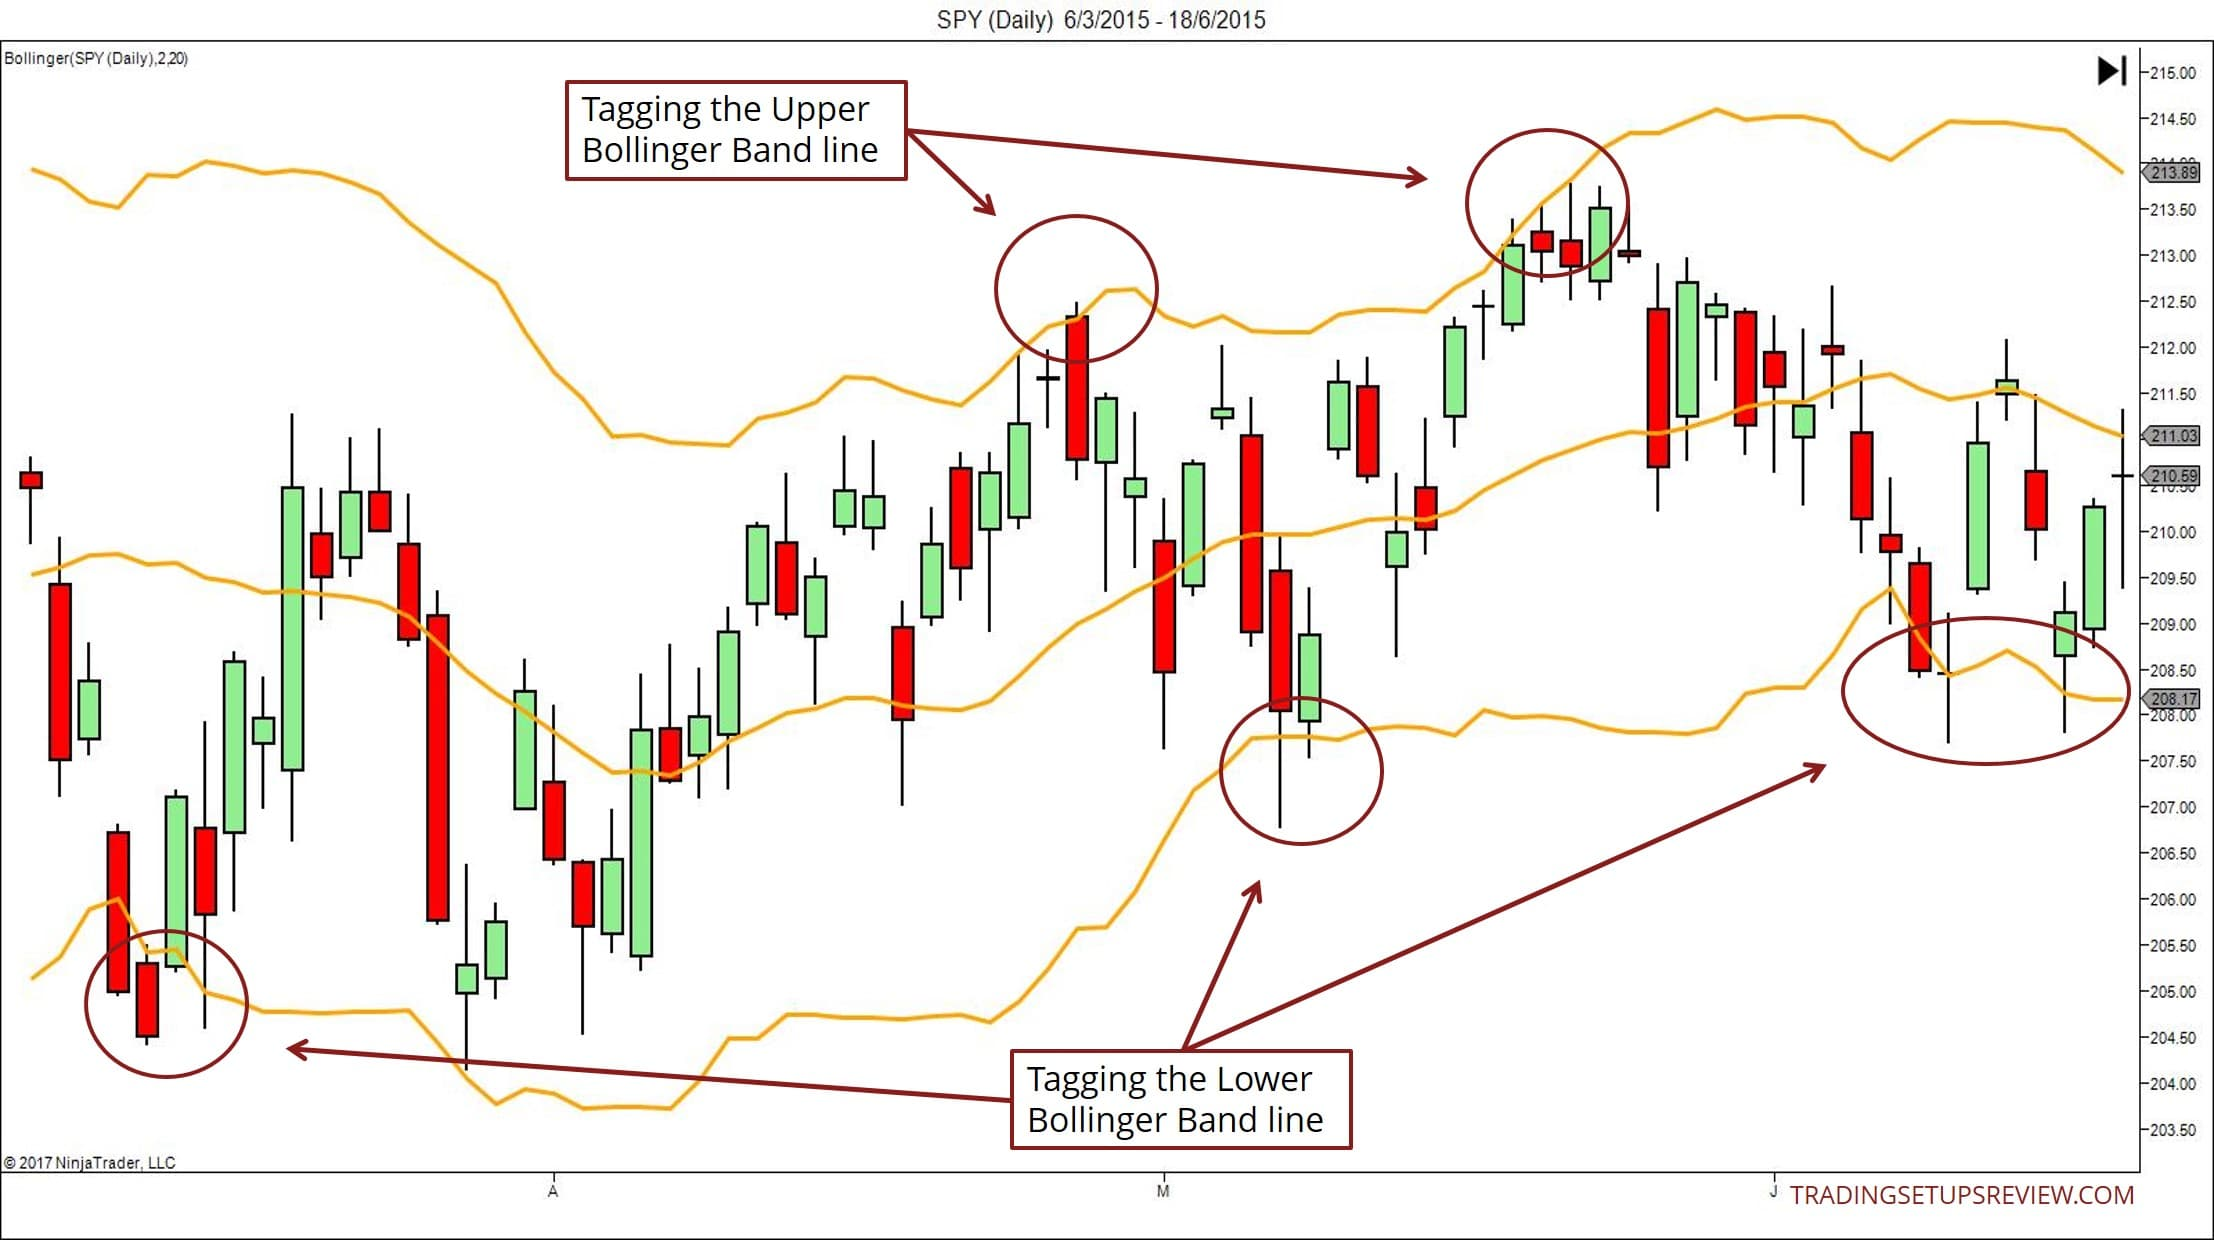 SPY (Daily) 6/3/2015 - 18/6/2015
Bollinger(SPY (Daily),2,20)
Tagging the Upper
Bollinger Band line
215.00
214.50
213.89
213.50
213.00
212.50
212.00
211.50
211.03
210.59
210.00
209.50
209.00
208.50
208.17
208.00
207.50
207.00
206.50
206.00
205.50
205.00
204.50
204.00
203.50
Tagging the Lower
Bollinger Band line
© 2017 NinjaTrader, LLC
A
M
J
TRADINGSETUPSREVIEW.COM